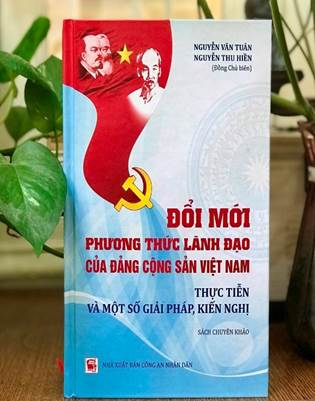 NGUYỄN VĂN TUÂN
NGUYỄN THU HIỀN
(Đồng Chủ biên)
ĐỔI MỚI
PHƯƠNG THỨC LÃNH ĐẠO
CỦA ĐẢNG CỘNG SẢN VIỆT NAM
THỰC TIỄN
VÀ MỘT SỐ GIẢI PHÁP, KIẾN NGHỊ
SÁCH CHUYÊN KHẢO
NHÀ XUẤT BẢN CÔNG AN NHÂN DÂN